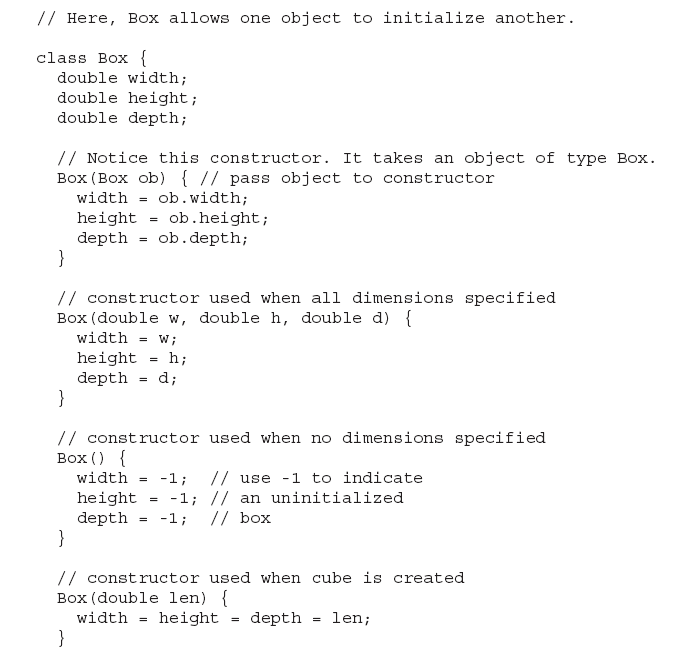 // Here, Box allows one object to initialize another.
class Box {
double width;
double height;
double depth;
// Notice this constructor. It takes an object of type Box.
Box(Box ob) { // pass object to constructor
width = ob.width;
height = ob.height;
depth = ob.depth;
}
// constructor used when all dimensions specified
Box(double w, double h, double d) {
width = w;
height = h;
depth = d;
}
// constructor used when no dimensions specified
Box() {
width = -1;  // use -1 to indicate
height = -1; // an uninitialized
depth = -1;  // box
}
// constructor used when cube is created
Box(double len) {
width = height = depth = len;
}